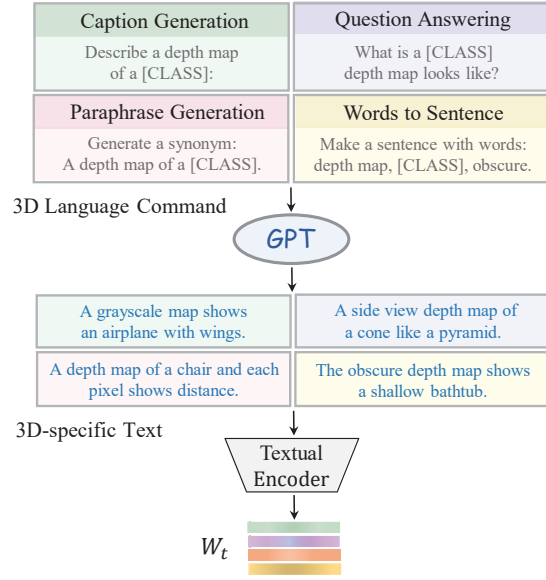 Caption Generation
Describe a depth map
of a [CLASS]:
Question Answering
What is a [CLASS]
depth map looks like?
Paraphrase Generation
Generate a synonym:
A depth map of a [CLASS].
Words to Sentence
Make a sentence with words:
depth map, [CLASS], obscure.
3D Language Command
GPT
A grayscale map shows
an airplane with wings.
A side view depth map of
a cone like a pyramid.
A depth map of a chair and each
pixel shows distance.
The obscure depth map shows
a shallow bathtub.
3D-specific Text
Textual
Encoder
W_t